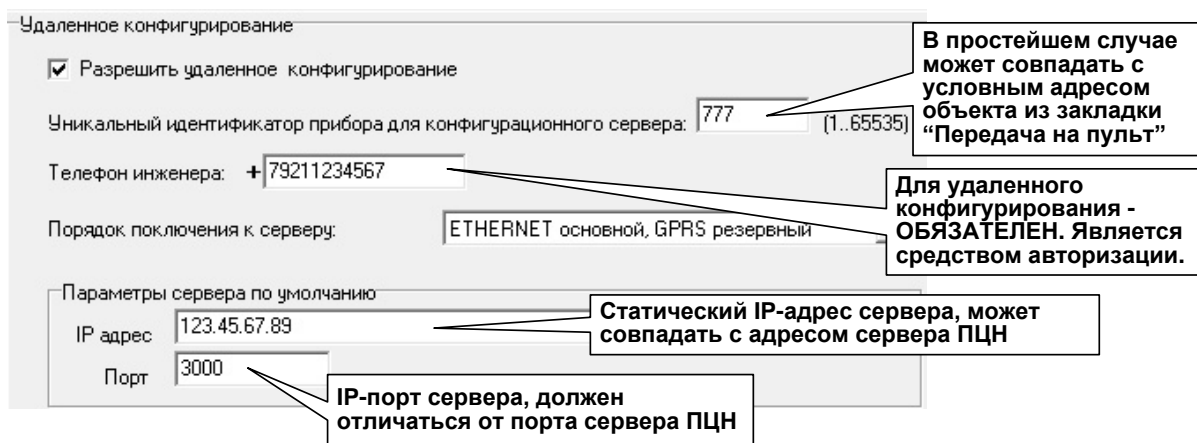 Удаленное конфигурирование
Разрешить удаленное конфигурирование
В простейшем случае
может совпадать с
условным адресом
объекта из закладки
“Передача на пульт”
Уникальный идентификатор прибора для конфигурационного сервера: 777 (1..65535)
Телефон инженера: +79211234567
Для удаленного
конфигурирования -
ОБЯЗАТЕЛЕН. Является
средством авторизации.
Порядок поключения к серверу: ETHERNET основной, GPRS резервный
Параметры сервера по умолчанию
IP адрес 123.45.67.89
Статический IP-адрес сервера, может
совпадать с адресом сервера ПЦН
Порт 3000
IP-порт сервера, должен
отличаться от порта сервера ПЦН